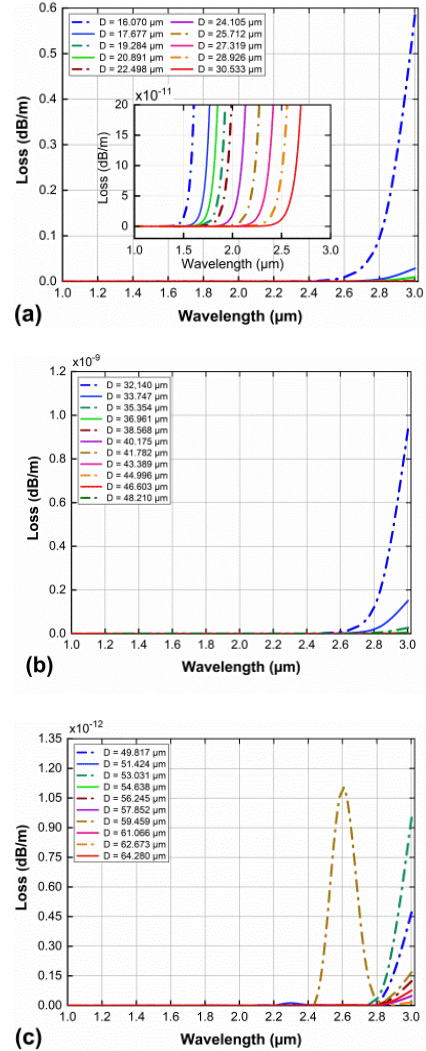 0.6
0.5
0.4
0.3
0.2
0.1
0.0
Loss (dB/m)
D = 16.070 µm
D = 17.677 µm
D = 19.284 µm
D = 20.891 µm
D = 22.498 µm
D = 24.105 µm
D = 25.712 µm
D = 27.319 µm
D = 28.926 µm
D = 30.533 µm
x10-11
20
15
10
5
0
Loss (dB/m)
1.0 1.5 2.0 2.5 3.0
Wavelength (µm)
1.0 1.2 1.4 1.6 1.8 2.0 2.2 2.4 2.6 2.8 3.0
Wavelength (µm)
(a)
x10-9
1.2
1.0
0.8
0.6
0.4
0.2
0.0
Loss (dB/m)
D = 32,140 µm
D = 33.747 µm
D = 35.354 µm
D = 36.961 µm
D = 38.568 µm
D = 40.175 µm
D = 41.782 µm
D = 43.389 µm
D = 44.996 µm
D = 46.603 µm
D = 48.210 µm
1.0 1.2 1.4 1.6 1.8 2.0 2.2 2.4 2.6 2.8 3.0
Wavelength (µm)
(b)
x10-12
1.35
1.20
1.05
0.90
0.75
0.60
0.45
0.30
0.15
0.00
Loss (dB/m)
D = 49.817 µm
D = 51.424 µm
D = 53.031 µm
D = 54.638 µm
D = 56.245 µm
D = 57.852 µm
D = 59.459 µm
D = 61.066 µm
D = 62.673 µm
D = 64.280 µm
1.0 1.2 1.4 1.6 1.8 2.0 2.2 2.4 2.6 2.8 3.0
Wavelength (µm)
(c)